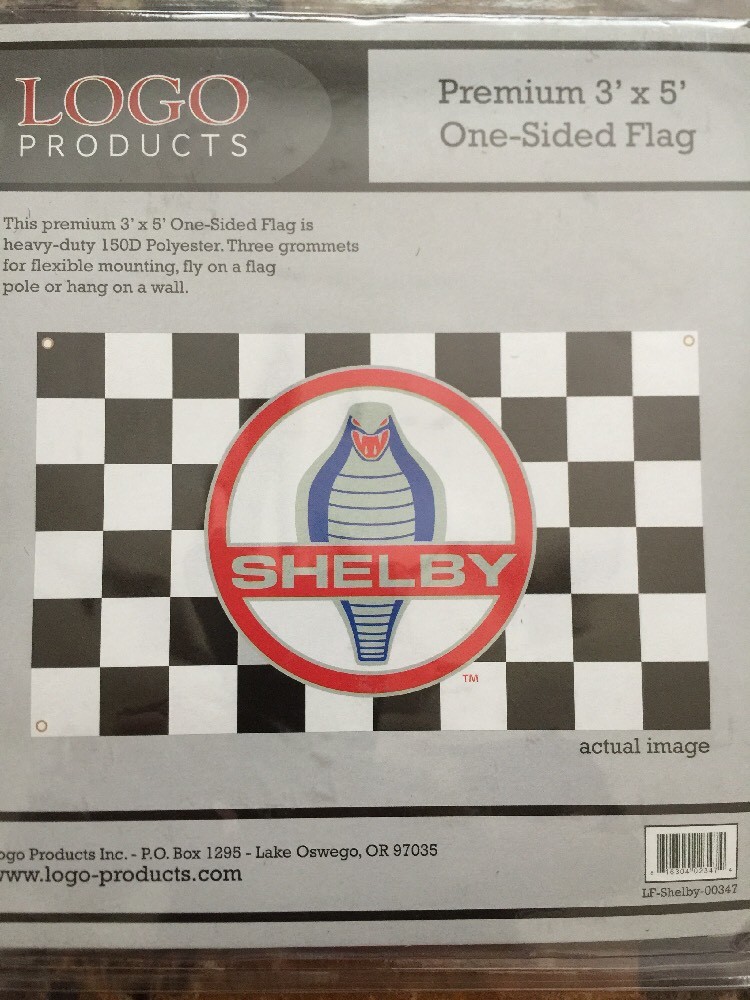 LOGO
PRODUCTS
Premium 3' x 5'
One-Sided Flag
This premium 3' x 5' One-Sided Flag is
heavy-duty 150D Polyester. Three grommets
for flexible mounting, fly on a flag
pole or hang on a wall.
SHELBY
TM
actual image
ogo Products Inc. - P.O. Box 1295 - Lake Oswego, OR 97035
www.logo-products.com
LF-Shelby-00347